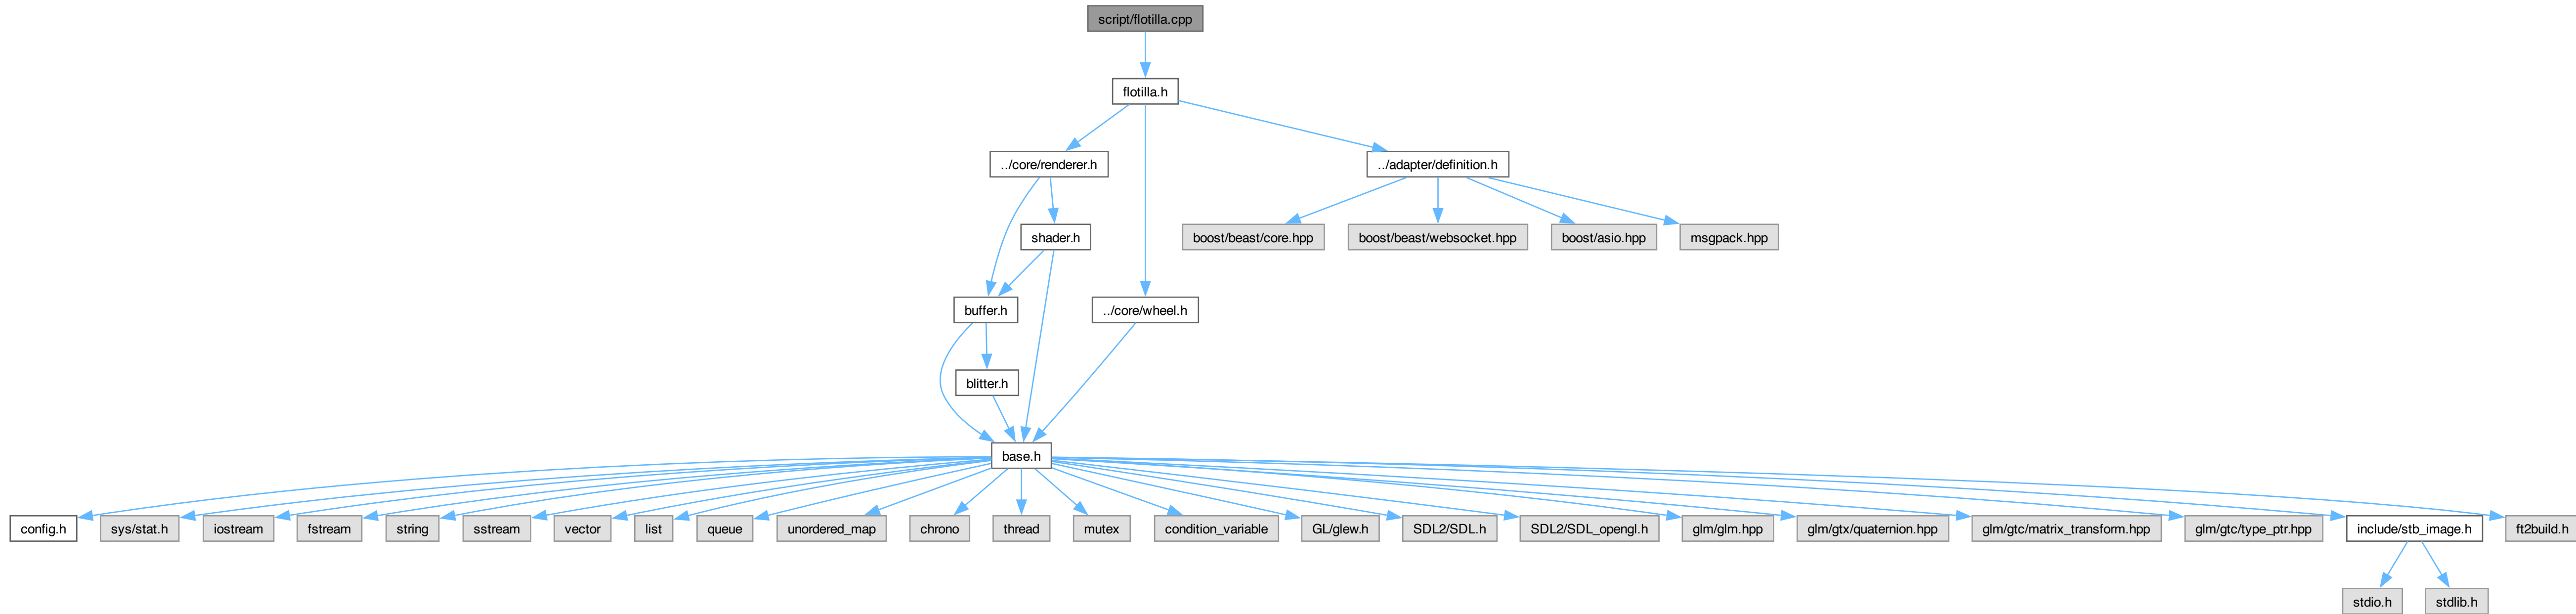 script/flotilla.cpp
flotilla.h
../core/renderer.h
../adapter/definition.h
shader.h
boost/beast/core.hpp
boost/beast/websocket.hpp
boost/asio.hpp
msgpack.hpp
buffer.h
../core/wheel.h
blitter.h
base.h
config.h
sys/stat.h
iostream
fstream
string
sstream
vector
list
queue
unordered_map
chrono
thread
mutex
condition_variable
GL/glew.h
SDL2/SDL.h
SDL2/SDL_opengl.h
glm/glm.hpp
glm/gtx/quaternion.hpp
glm/gtc/matrix_transform.hpp
glm/gtc/type_ptr.hpp
include/stb_image.h
ft2build.h
stdio.h
stdlib.h